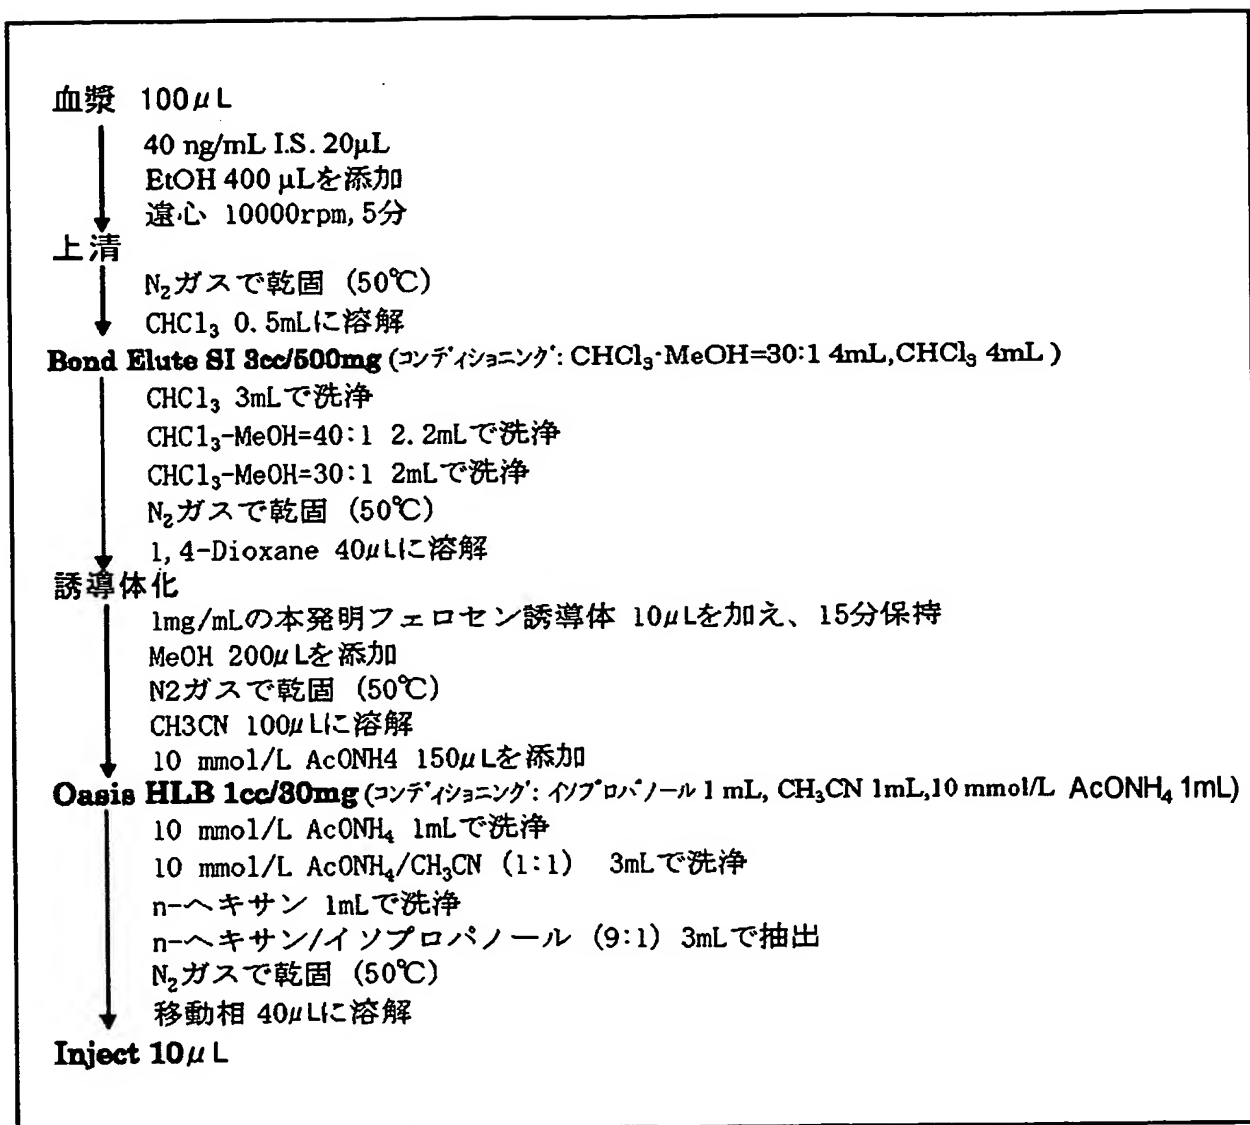 血漿 100μL
40 ng/mL I.S. 20μL
EtOH 400 μLを添加
遠心 10000rpm, 5分
上清
N₂ガスで乾固 (50℃)
CHCl₃ 0.5mLに溶解
Bond Elute SI 3cc/500mg (コンディショニング: CHCl₃·MeOH=30:1 4mL,CHCl₃ 4mL )
CHCl₃ 3mLで洗浄
CHCl₃-MeOH=40:1 2.2mLで洗浄
CHCl₃-MeOH=30:1 2mLで洗浄
N₂ガスで乾固 (50℃)
1,4-Dioxane 40μLに溶解
誘導体化
1mg/mLの本発明フェロセン誘導体 10μLを加え、15分保持
MeOH 200μLを添加
N2ガスで乾固 (50℃)
CH3CN 100μLに溶解
10 mmol/L AcONH4 150μLを添加
Oasis HLB 1cc/30mg (コンディショニング: イソプロパノール 1 mL, CH₃CN 1mL,10 mmol/L AcONH₄ 1mL)
10 mmol/L AcONH₄ 1mLで洗浄
10 mmol/L AcONH₄/CH₃CN (1:1) 3mLで洗浄
n-ヘキサン 1mLで洗浄
n-ヘキサン/イソプロパノール (9:1) 3mLで抽出
N₂ガスで乾固 (50℃)
移動相 40μLに溶解
Inject 10μL